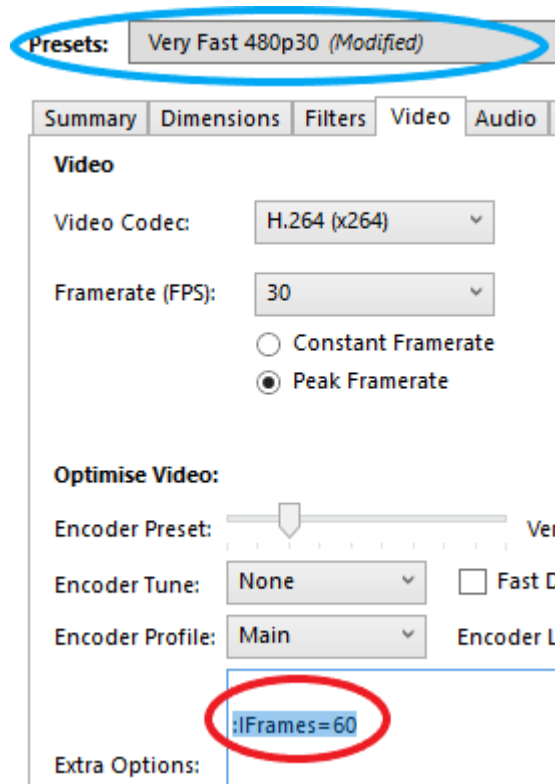 Presets: Very Fast 480p30 (Modified)
Summary Dimensions Filters Video Audio
Video
Video Codec: H.264 (x264)
Framerate (FPS): 30
Constant Framerate
Peak Framerate
Optimise Video:
Encoder Preset:
Encoder Tune: None Fast
Encoder Profile: Main Encoder
:IFrames=60
Extra Options: